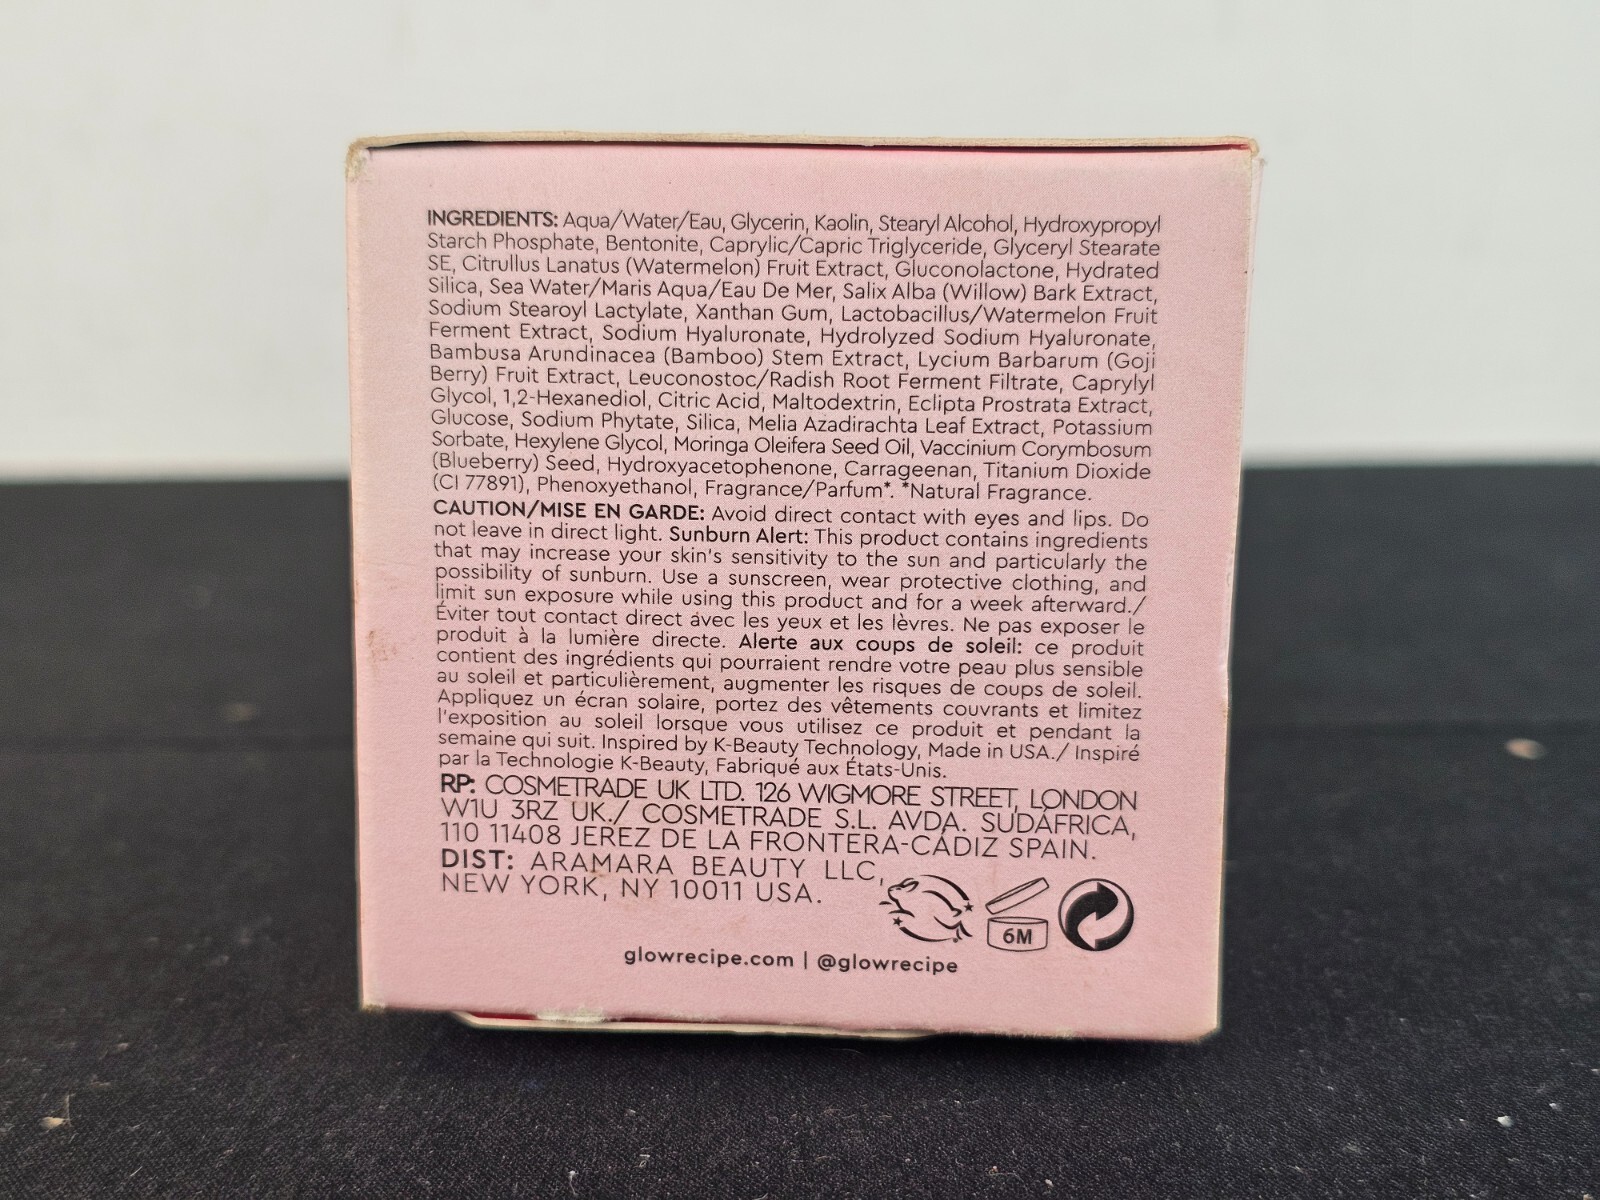 INGREDIENTS: Aqua/Water/Eau, Glycerin, Kaolin, Stearyl Alcohol, Hydroxypropyl
Starch Phosphate, Bentonite, Caprylic/Capric Triglyceride, Glyceryl Stearate
SE, Citrullus Lanatus (Watermelon) Fruit Extract, Gluconolactone, Hydrated
Silica, Sea Water/Maris Aqua/Eau De Mer, Salix Alba (Willow) Bark Extract,
Sodium Stearoyl Lactylate, Xanthan Gum, Lactobacillus/Watermelon Fruit
Ferment Extract, Sodium Hyaluronate, Hydrolyzed Sodium Hyaluronate,
Bambusa Arundinacea (Bamboo) Stem Extract, Lycium Barbarum (Goji
Berry) Fruit Extract, Leuconostoc/Radish Root Ferment Filtrate, Caprylyl
Glycol, 1,2-Hexanediol, Citric Acid, Maltodextrin, Eclipta Prostrata Extract,
Glucose, Sodium Phytate, Silica, Melia Azadirachta Leaf Extract, Potassium
Sorbate, Hexylene Glycol, Moringa Oleifera Seed Oil, Vaccinium Corymbosum
(Blueberry) Seed, Hydroxyacetophenone, Carrageenan, Titanium Dioxide
(CI 77891), Phenoxyethanol, Fragrance/Parfum*. *Natural Fragrance.
CAUTION/MISE EN GARDE: Avoid direct contact with eyes and lips. Do
not leave in direct light. Sunburn Alert: This product contains ingredients
that may increase your skin's sensitivity to the sun and particularly the
possibility of sunburn. Use a sunscreen, wear protective clothing, and
limit sun exposure while using this product and for a week afterward./
Éviter tout contact direct avec les yeux et les lèvres. Ne pas exposer le
produit à la lumière directe. Alerte aux coups de soleil: ce produit
contient des ingrédients qui pourraient rendre votre peau plus sensible
au soleil et particulièrement, augmenter les risques de coups de soleil.
Appliquez un écran solaire, portez des vêtements couvrants et limitez
l'exposition au soleil lorsque vous utilisez ce produit et pendant la
semaine qui suit. Inspired by K-Beauty Technology, Made in USA./ Inspiré
par la Technologie K-Beauty, Fabriqué aux États-Unis.
RP: COSMETRADE UK LTD. 126 WIGMORE STREET, LONDON
W1U 3RZ UK./ COSMETRADE S.L. AVDA. SUDÁFRICA,
110 11408 JEREZ DE LA FRONTERA-CÁDIZ SPAIN.
DIST: ARAMARA BEAUTY LLC,
NEW YORK, NY 10011 USA.
6M
glowrecipe.com | @glowrecipe